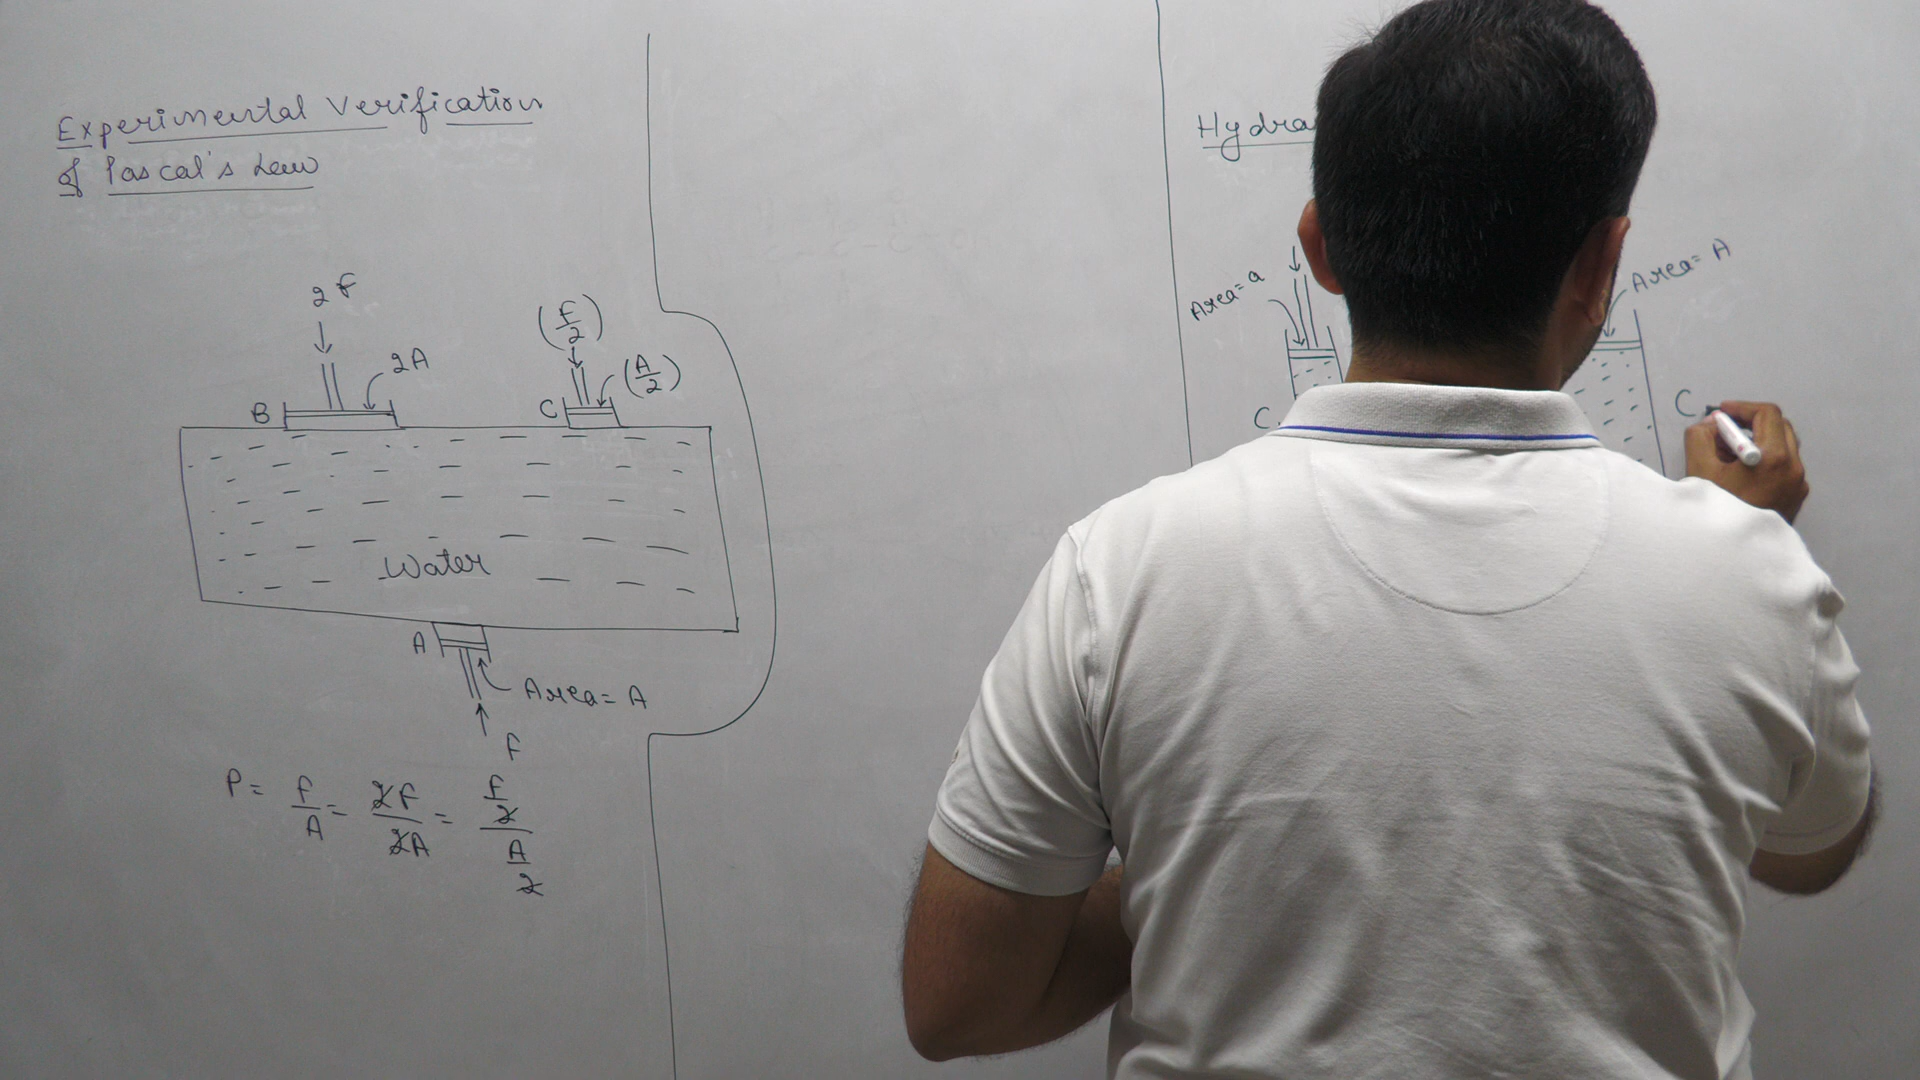 Experimental Verification
of Pascal's Law
2F
(F/2)
2A
(A/2)
B
C
Water
A
Area = A
F
P = F/A = 2F/2A = F/2/A/2
Hydra
Area = a
Area = A
C
C